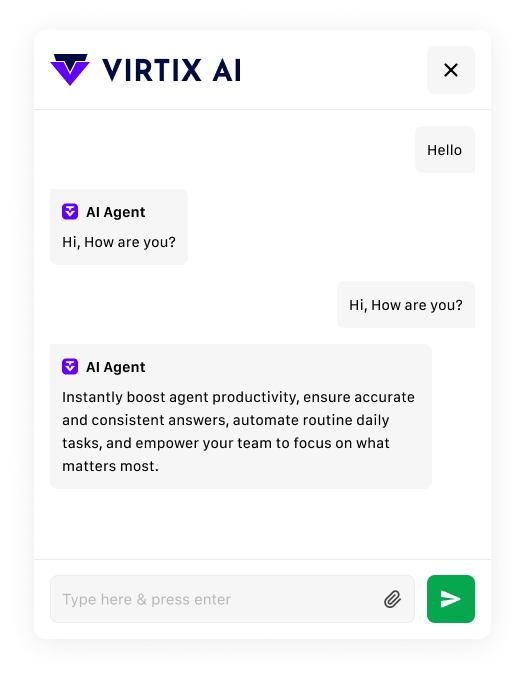 VIRTIX AI
Hello
AI Agent
Hi, How are you?
Hi, How are you?
AI Agent
Instantly boost agent productivity, ensure accurate
and consistent answers, automate routine daily
tasks, and empower your team to focus on what
matters most.
Type here & press enter